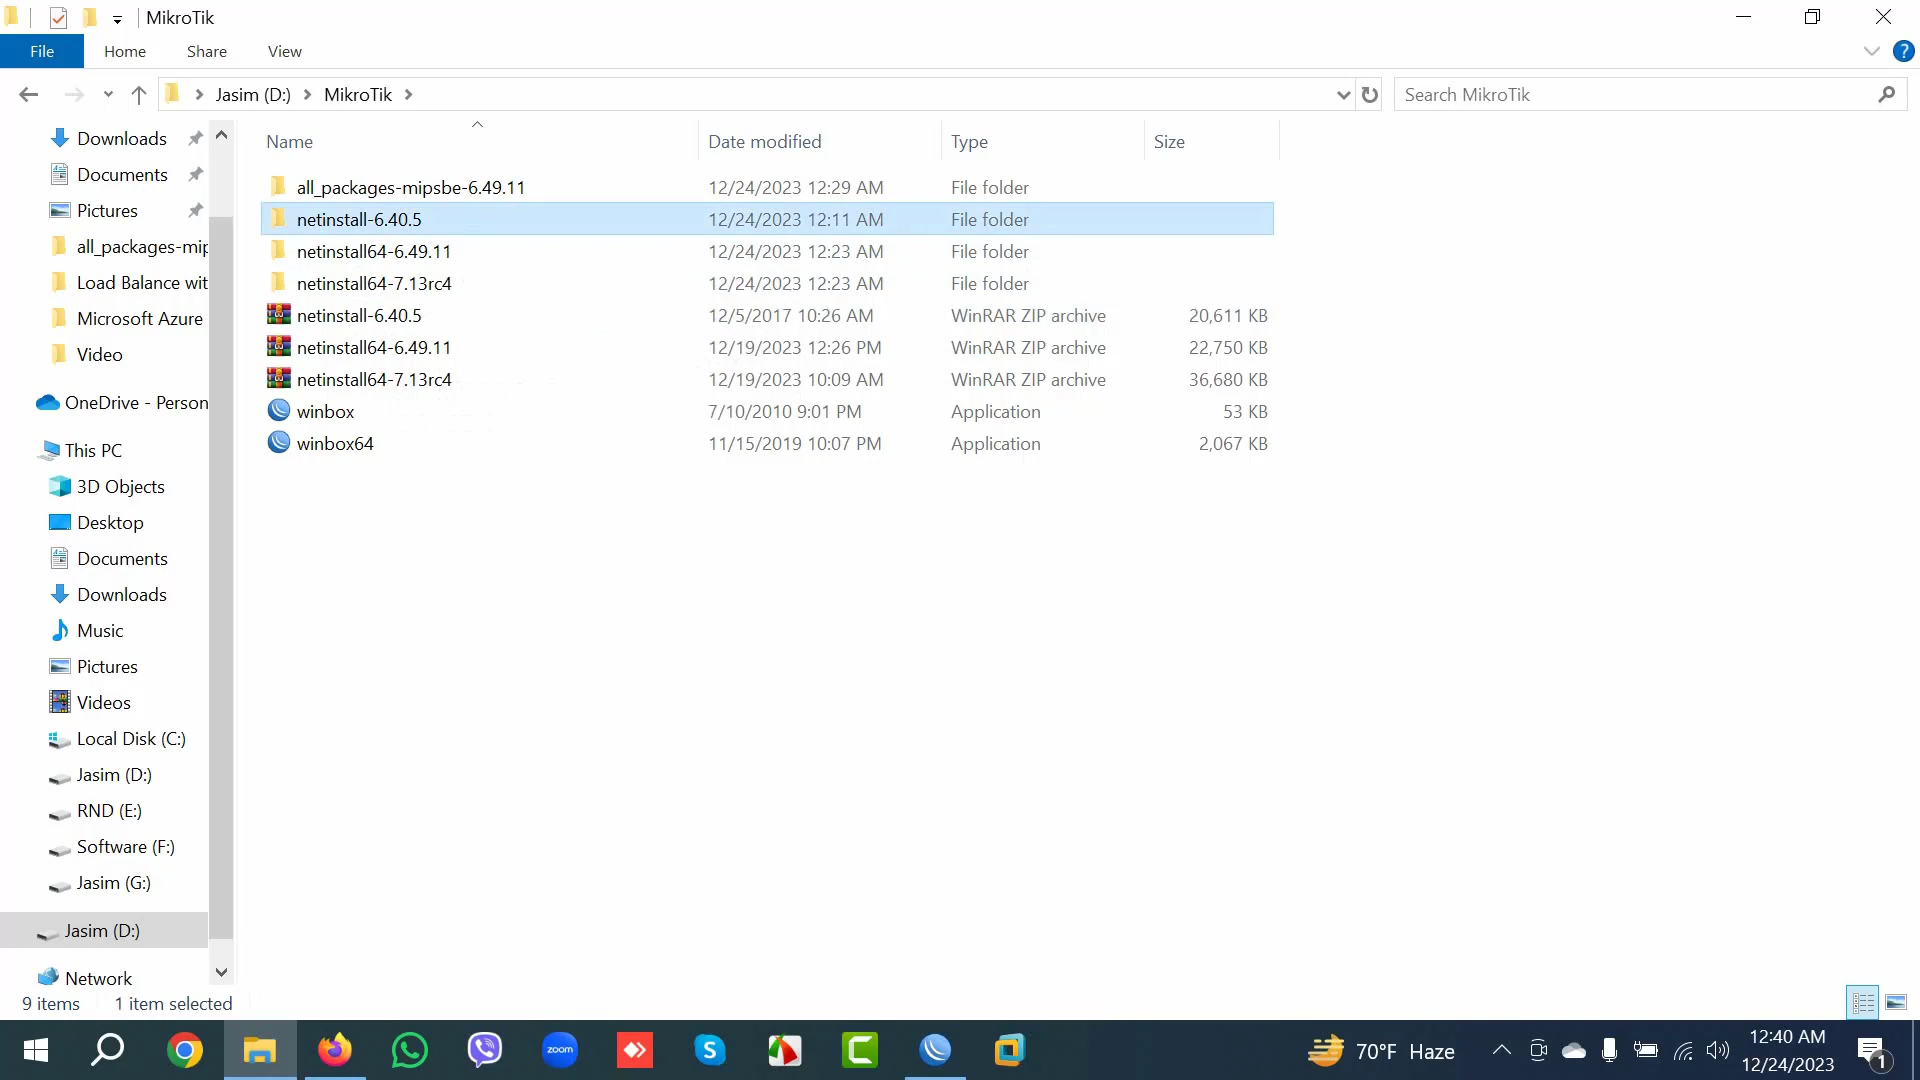 MikroTik
File Home Share View
Jasim (D:) MikroTik
Search MikroTik
Name Date modified Type Size
all_packages-mipsbe-6.49.11 12/24/2023 12:29 AM File folder
netinstall-6.40.5 12/24/2023 12:11 AM File folder
netinstall64-6.49.11 12/24/2023 12:23 AM File folder
netinstall64-7.13rc4 12/24/2023 12:23 AM File folder
netinstall-6.40.5 12/5/2017 10:26 AM WinRAR ZIP archive 20,611 KB
netinstall64-6.49.11 12/19/2023 12:26 PM WinRAR ZIP archive 22,750 KB
netinstall64-7.13rc4 12/19/2023 10:09 AM WinRAR ZIP archive 36,680 KB
winbox 7/10/2010 9:01 PM Application 53 KB
winbox64 11/15/2019 10:07 PM Application 2,067 KB
Downloads
Documents
Pictures
all_packages-mip
Load Balance wit
Microsoft Azure
Video
OneDrive - Person
This PC
3D Objects
Desktop
Documents
Downloads
Music
Pictures
Videos
Local Disk (C:)
Jasim (D:)
RND (E:)
Software (F:)
Jasim (G:)
Jasim (D:)
Network
9 items 1 item selected
zoom
70°F Haze
12:40 AM
12/24/2023
1